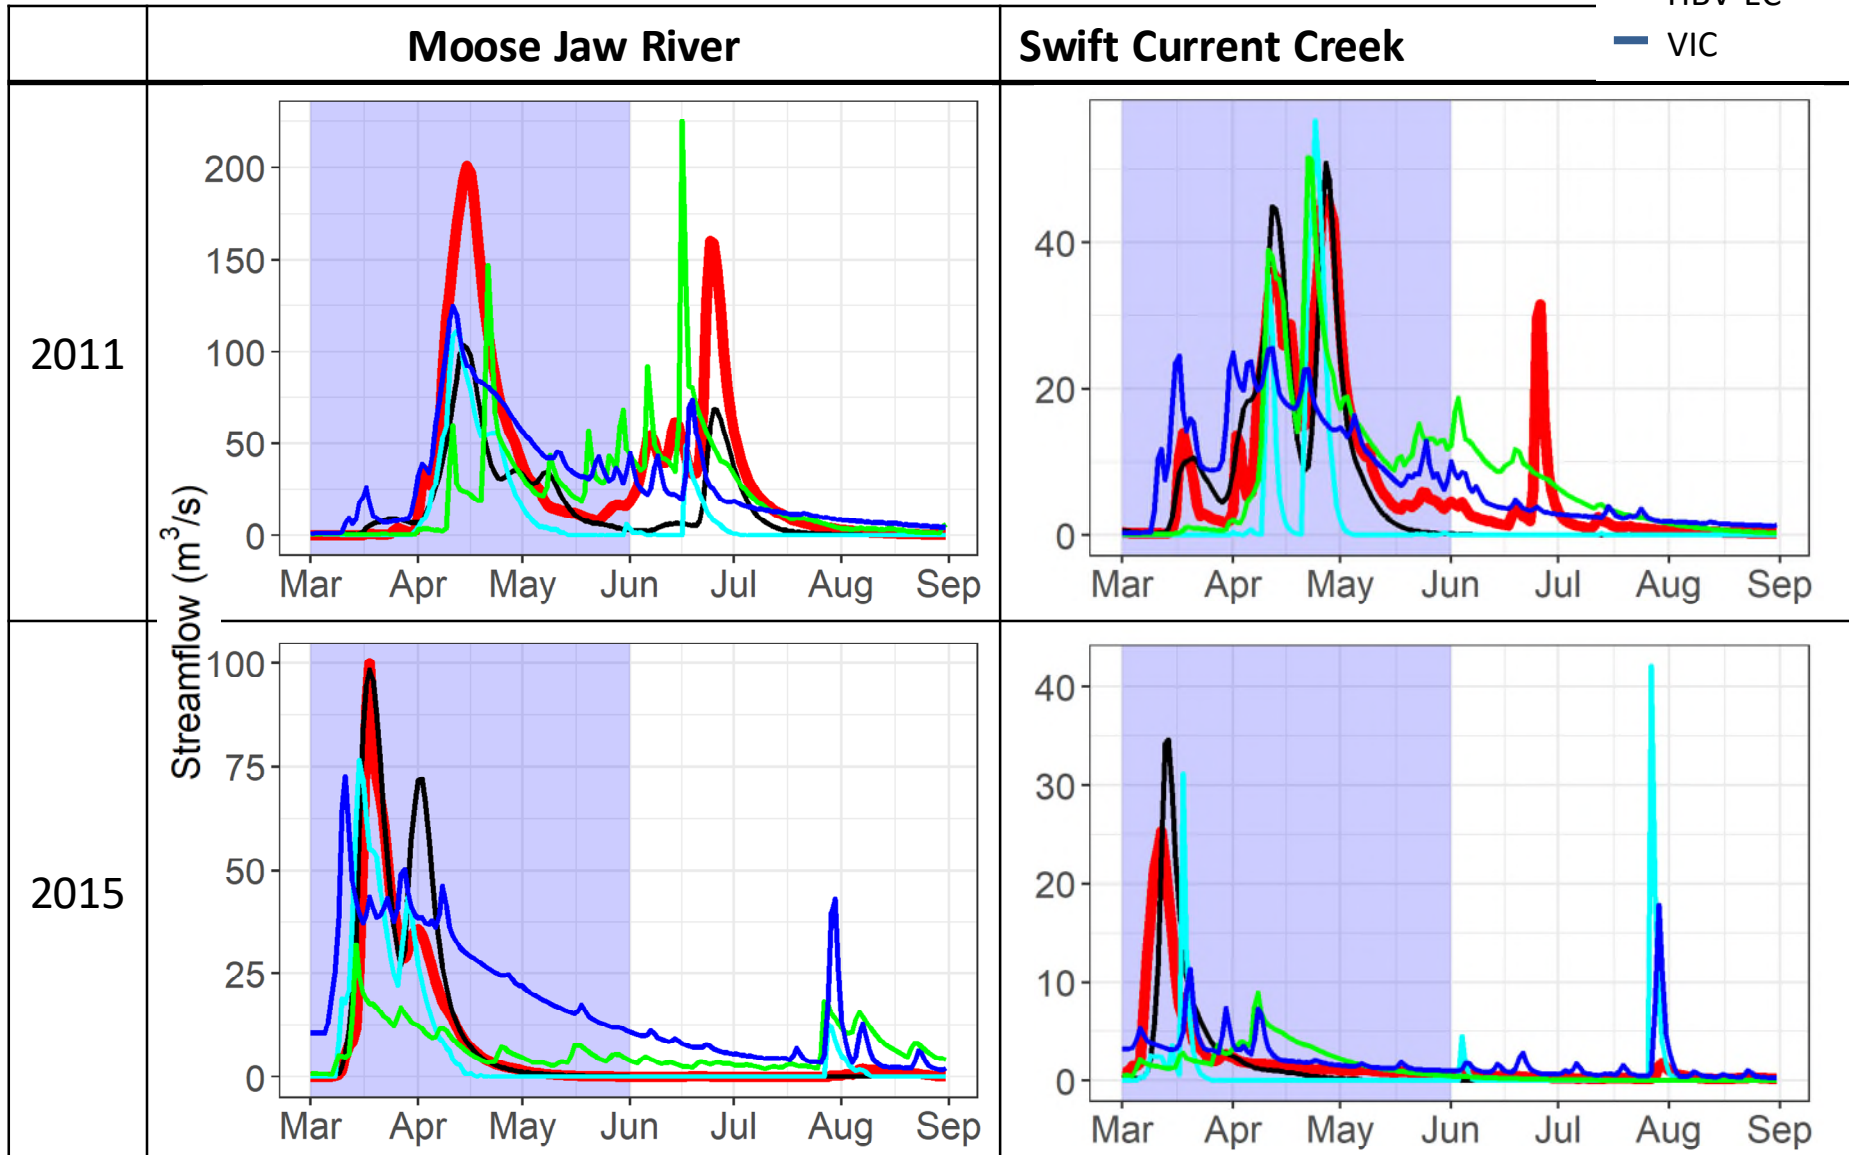 HBV-EC
Moose Jaw River
Swift Current Creek
VIC
2011
200
150
100
50
0
Mar Apr May Jun Jul Aug Sep
40
20
0
Mar Apr May Jun Jul Aug Sep
Streamflow (m³/s)
2015
100
75
50
25
0
Mar Apr May Jun Jul Aug Sep
40
30
20
10
0
Mar Apr May Jun Jul Aug Sep